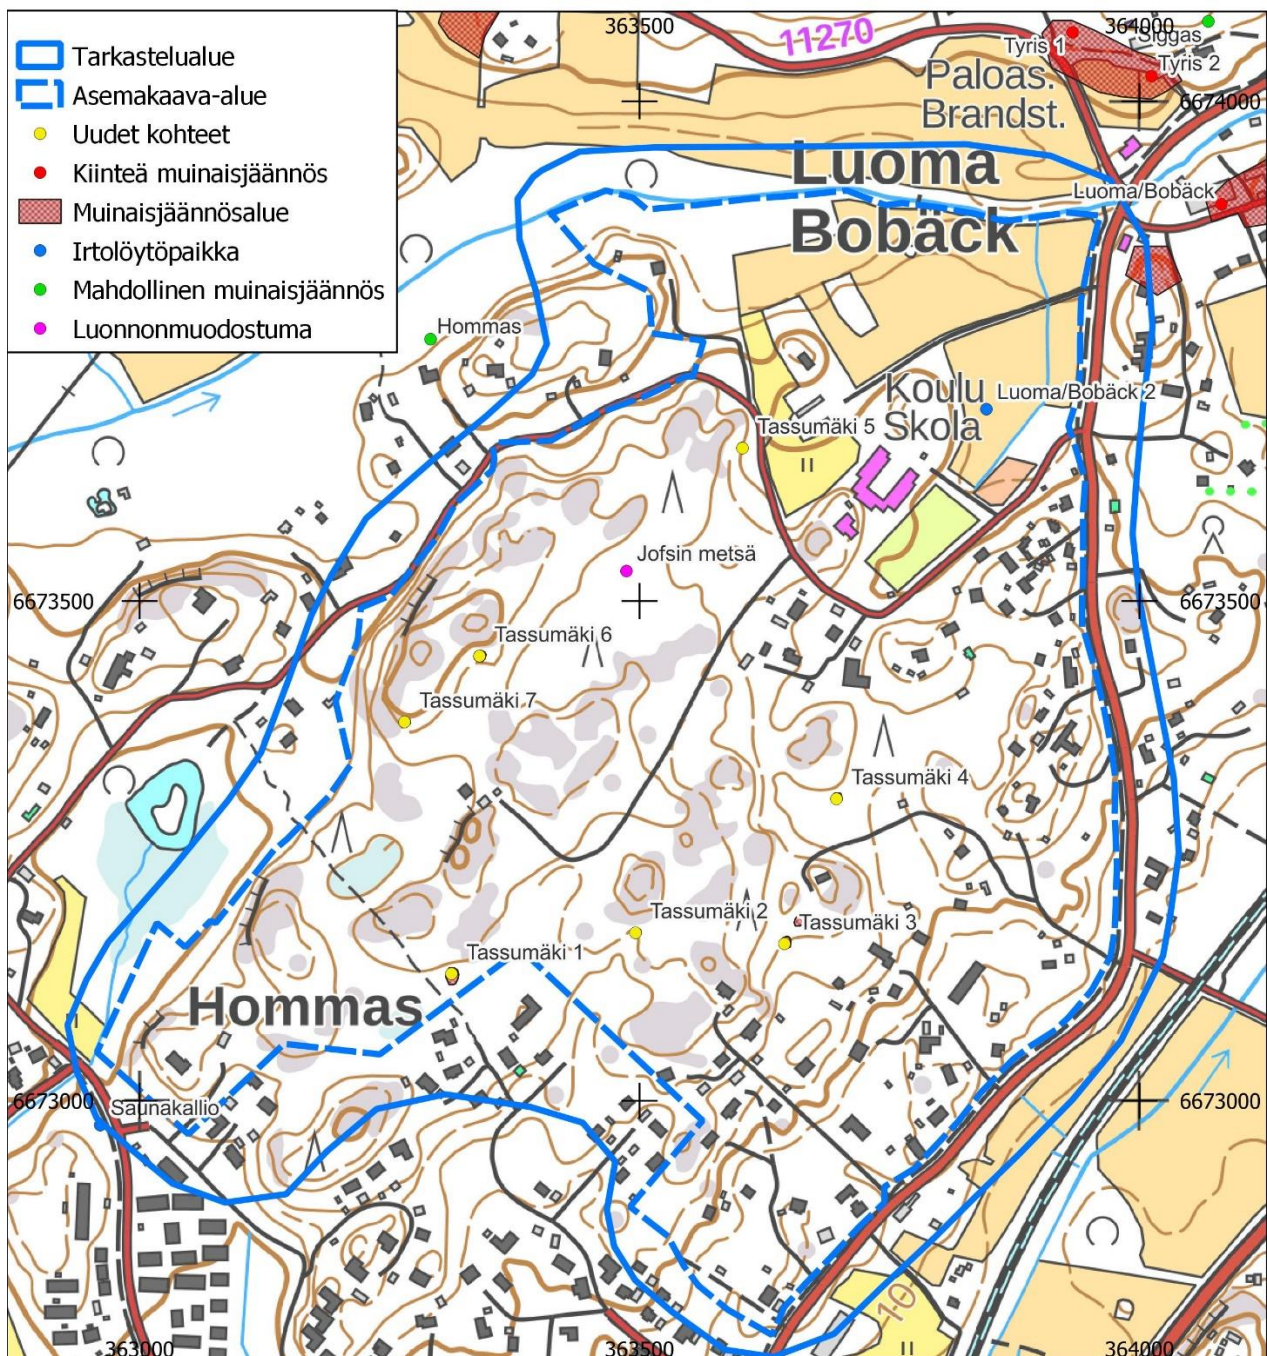 Tarkastelualue
Asemakaava-alue
Uudet kohteet
Kiinteä muinaisjäännös
Muinaisjäännösalue
Irtolöytöpaikka
Mahdollinen muinaisjäännös
Luonnonmuodostuma
363500
364000
11270
Siggas
Tyris 1
Tyris 2
Paloas.
Brandst.
6674000
Luoma
Bobäck
Luoma/Bobäck
Hommas
Koulu
Skola
Luoma/Bobäck 2
Tassumäki 5
Jofsin metsä
6673500
6673500
Tassumäki 6
Tassumäki 7
Tassumäki 4
Tassumäki 2
Tassumäki 3
Tassumäki 1
Hommas
6673000
Saunakallio
6673000
10
363000
363500
364000